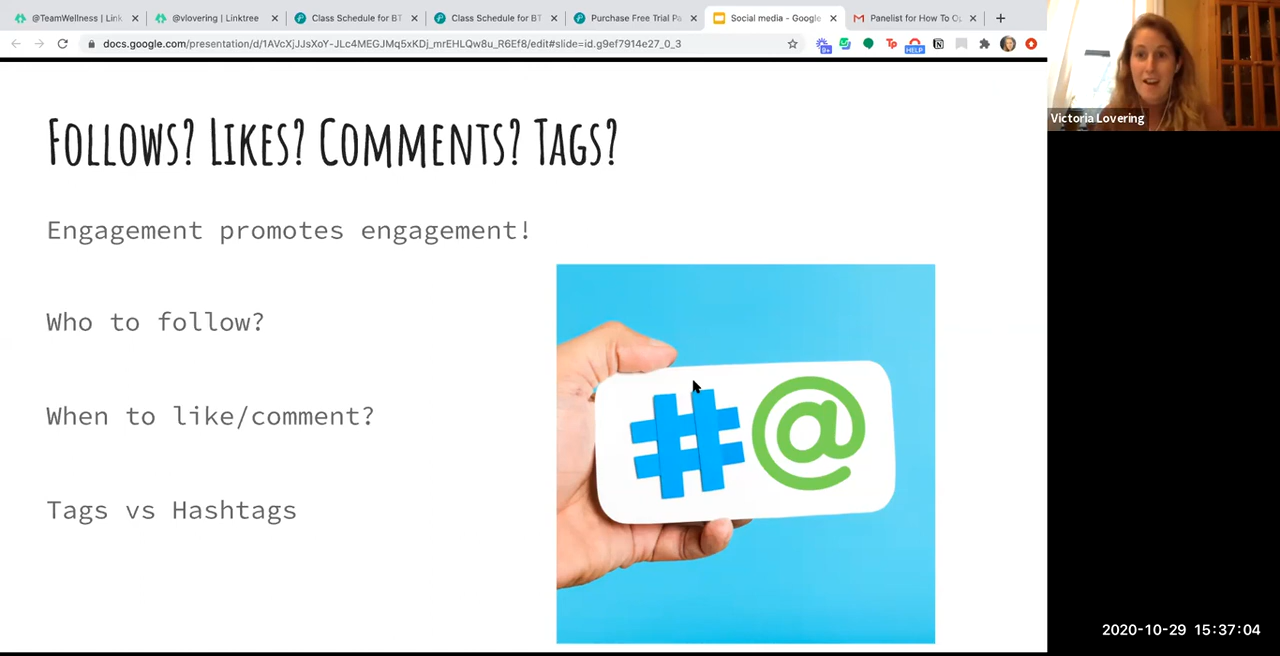 @TeamWellness | Link
@vlovering | Linktree
Class Schedule for BT
Class Schedule for BT
Purchase Free Trial Pa
Social media - Google
Panelist for How To O
docs.google.com/presentation/d/1AVcXjJJsXoY-JLc4MEGJMq5xKDj_mrEHLQw8u_R6Ef8/edit#slide=id.g9ef7914e27_0_3
9+
Tp
HELP
Victoria Lovering
Follows? Likes? Comments? Tags?
Engagement promotes engagement!
Who to follow?
When to like/comment?
Tags vs Hashtags
#@
2020-10-29 15:37:04